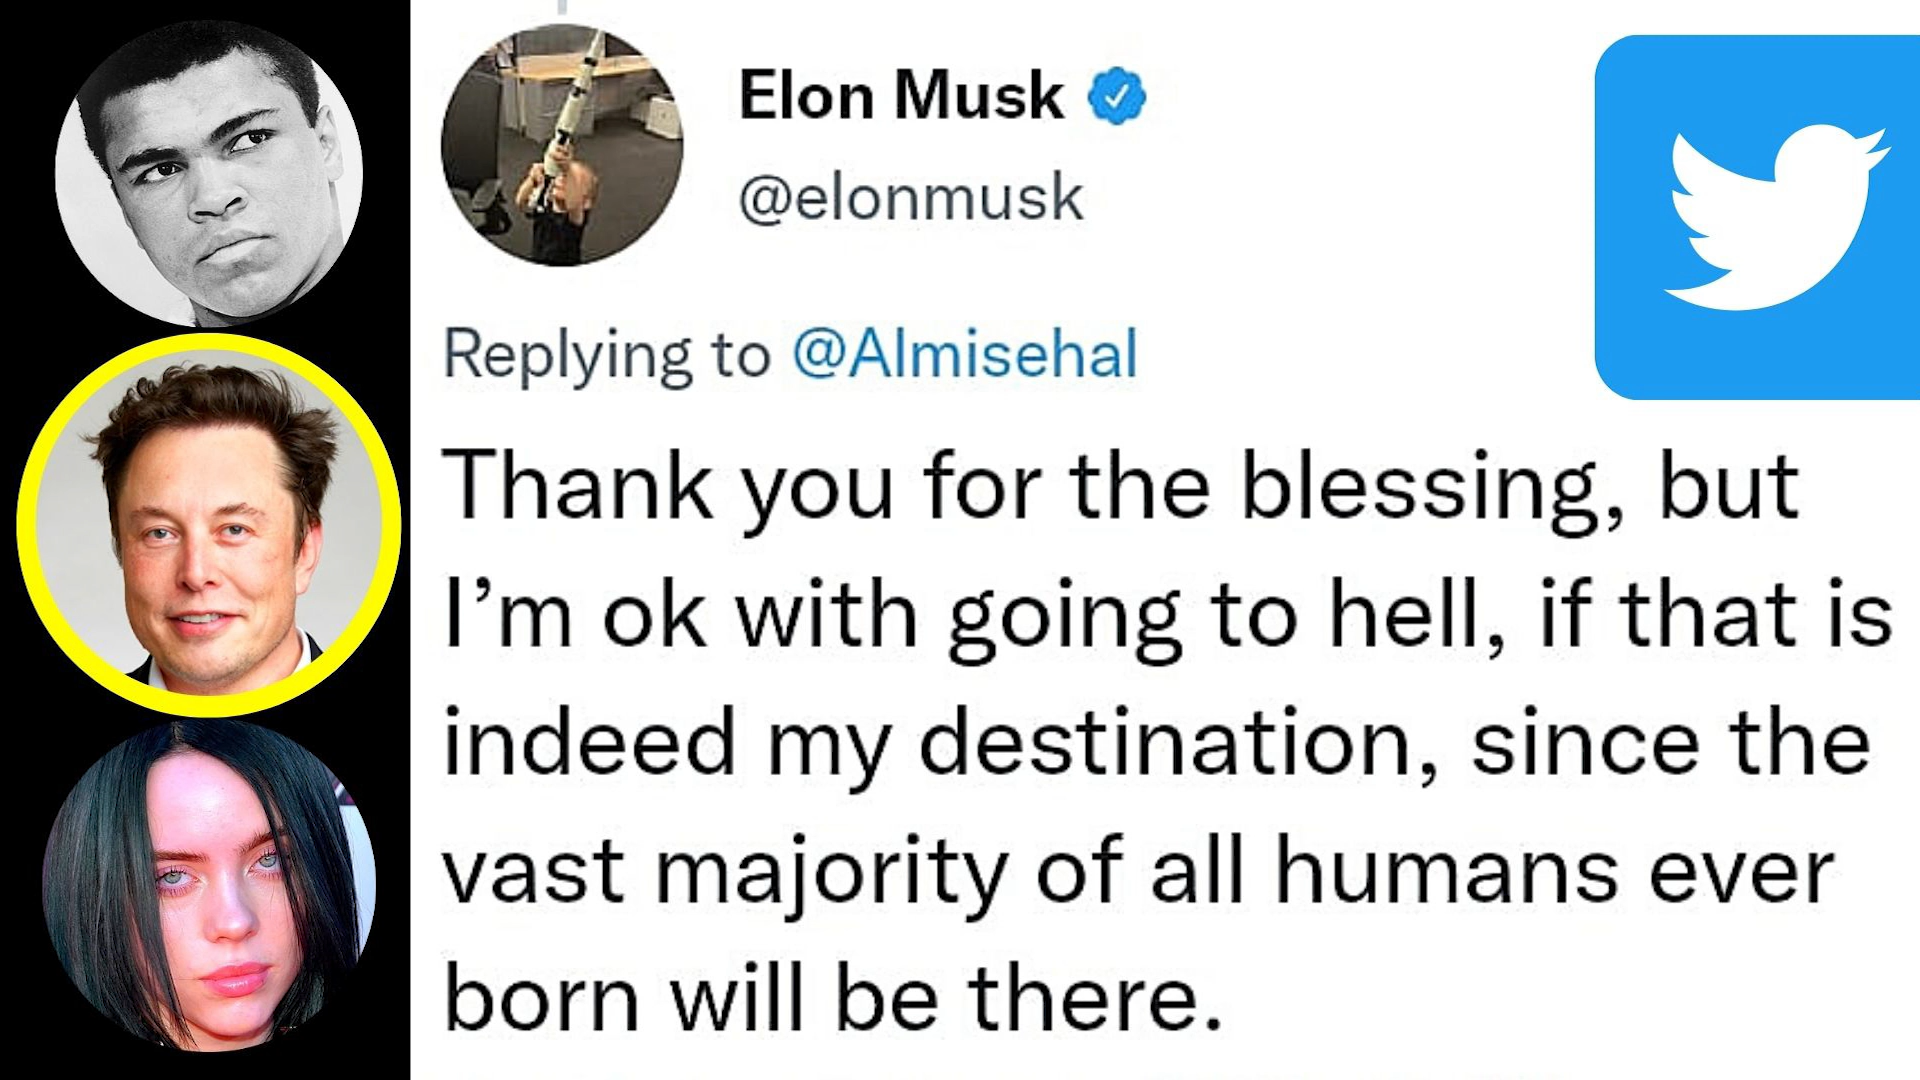 Elon Musk
@elonmusk
Replying to @Almisehal
Thank you for the blessing, but
I’m ok with going to hell, if that is
indeed my destination, since the
vast majority of all humans ever
born will be there.